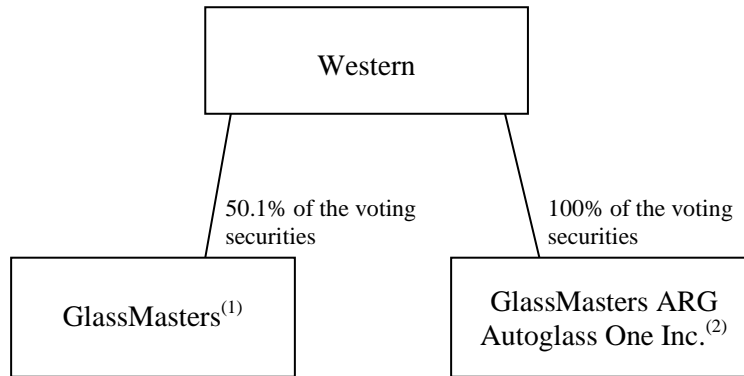 Western
50.1% of the voting
securities
100% of the voting
securities
GlassMasters(1)
GlassMasters ARG
Autoglass One Inc.(2)